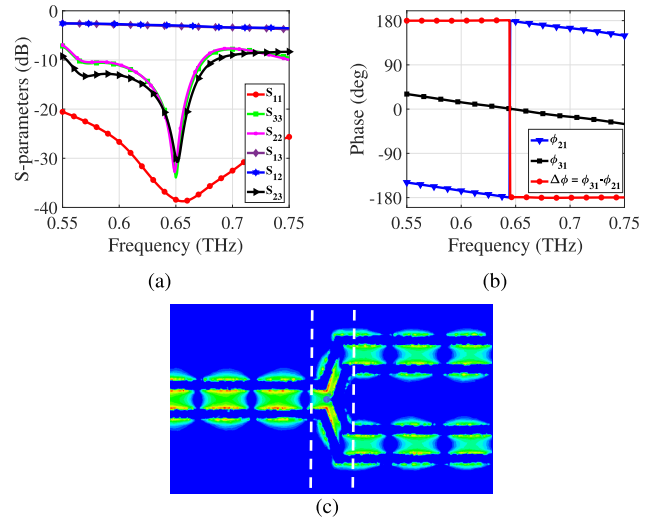 0
-10
-20
-30
-40
S-parameters (dB)
0.55
0.6
0.65
0.7
0.75
Frequency (THz)
S11
S33
S22
S13
S12
S23
(a)
180
90
0
-90
-180
Phase (deg)
0.55
0.6
0.65
0.7
0.75
Frequency (THz)
ϕ21
ϕ31
Δϕ = ϕ31-ϕ21
(b)
(c)